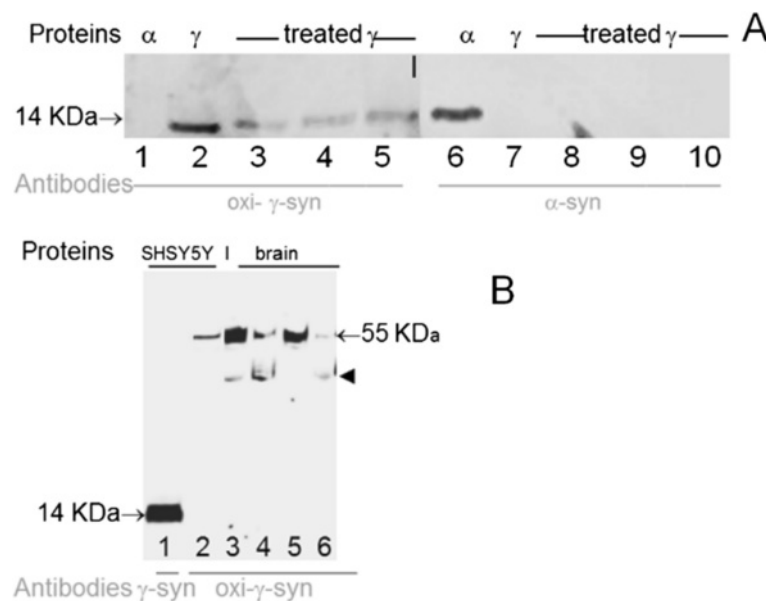 Proteins α γ treated γ α γ treated γ A
14 KDa→
1 2 3 4 5 6 7 8 9 10
Antibodies oxi- γ-syn α-syn
Proteins SHSY5Y I brain B
←55 KDa
14 KDa→
1 2 3 4 5 6
Antibodies γ-syn oxi-γ-syn